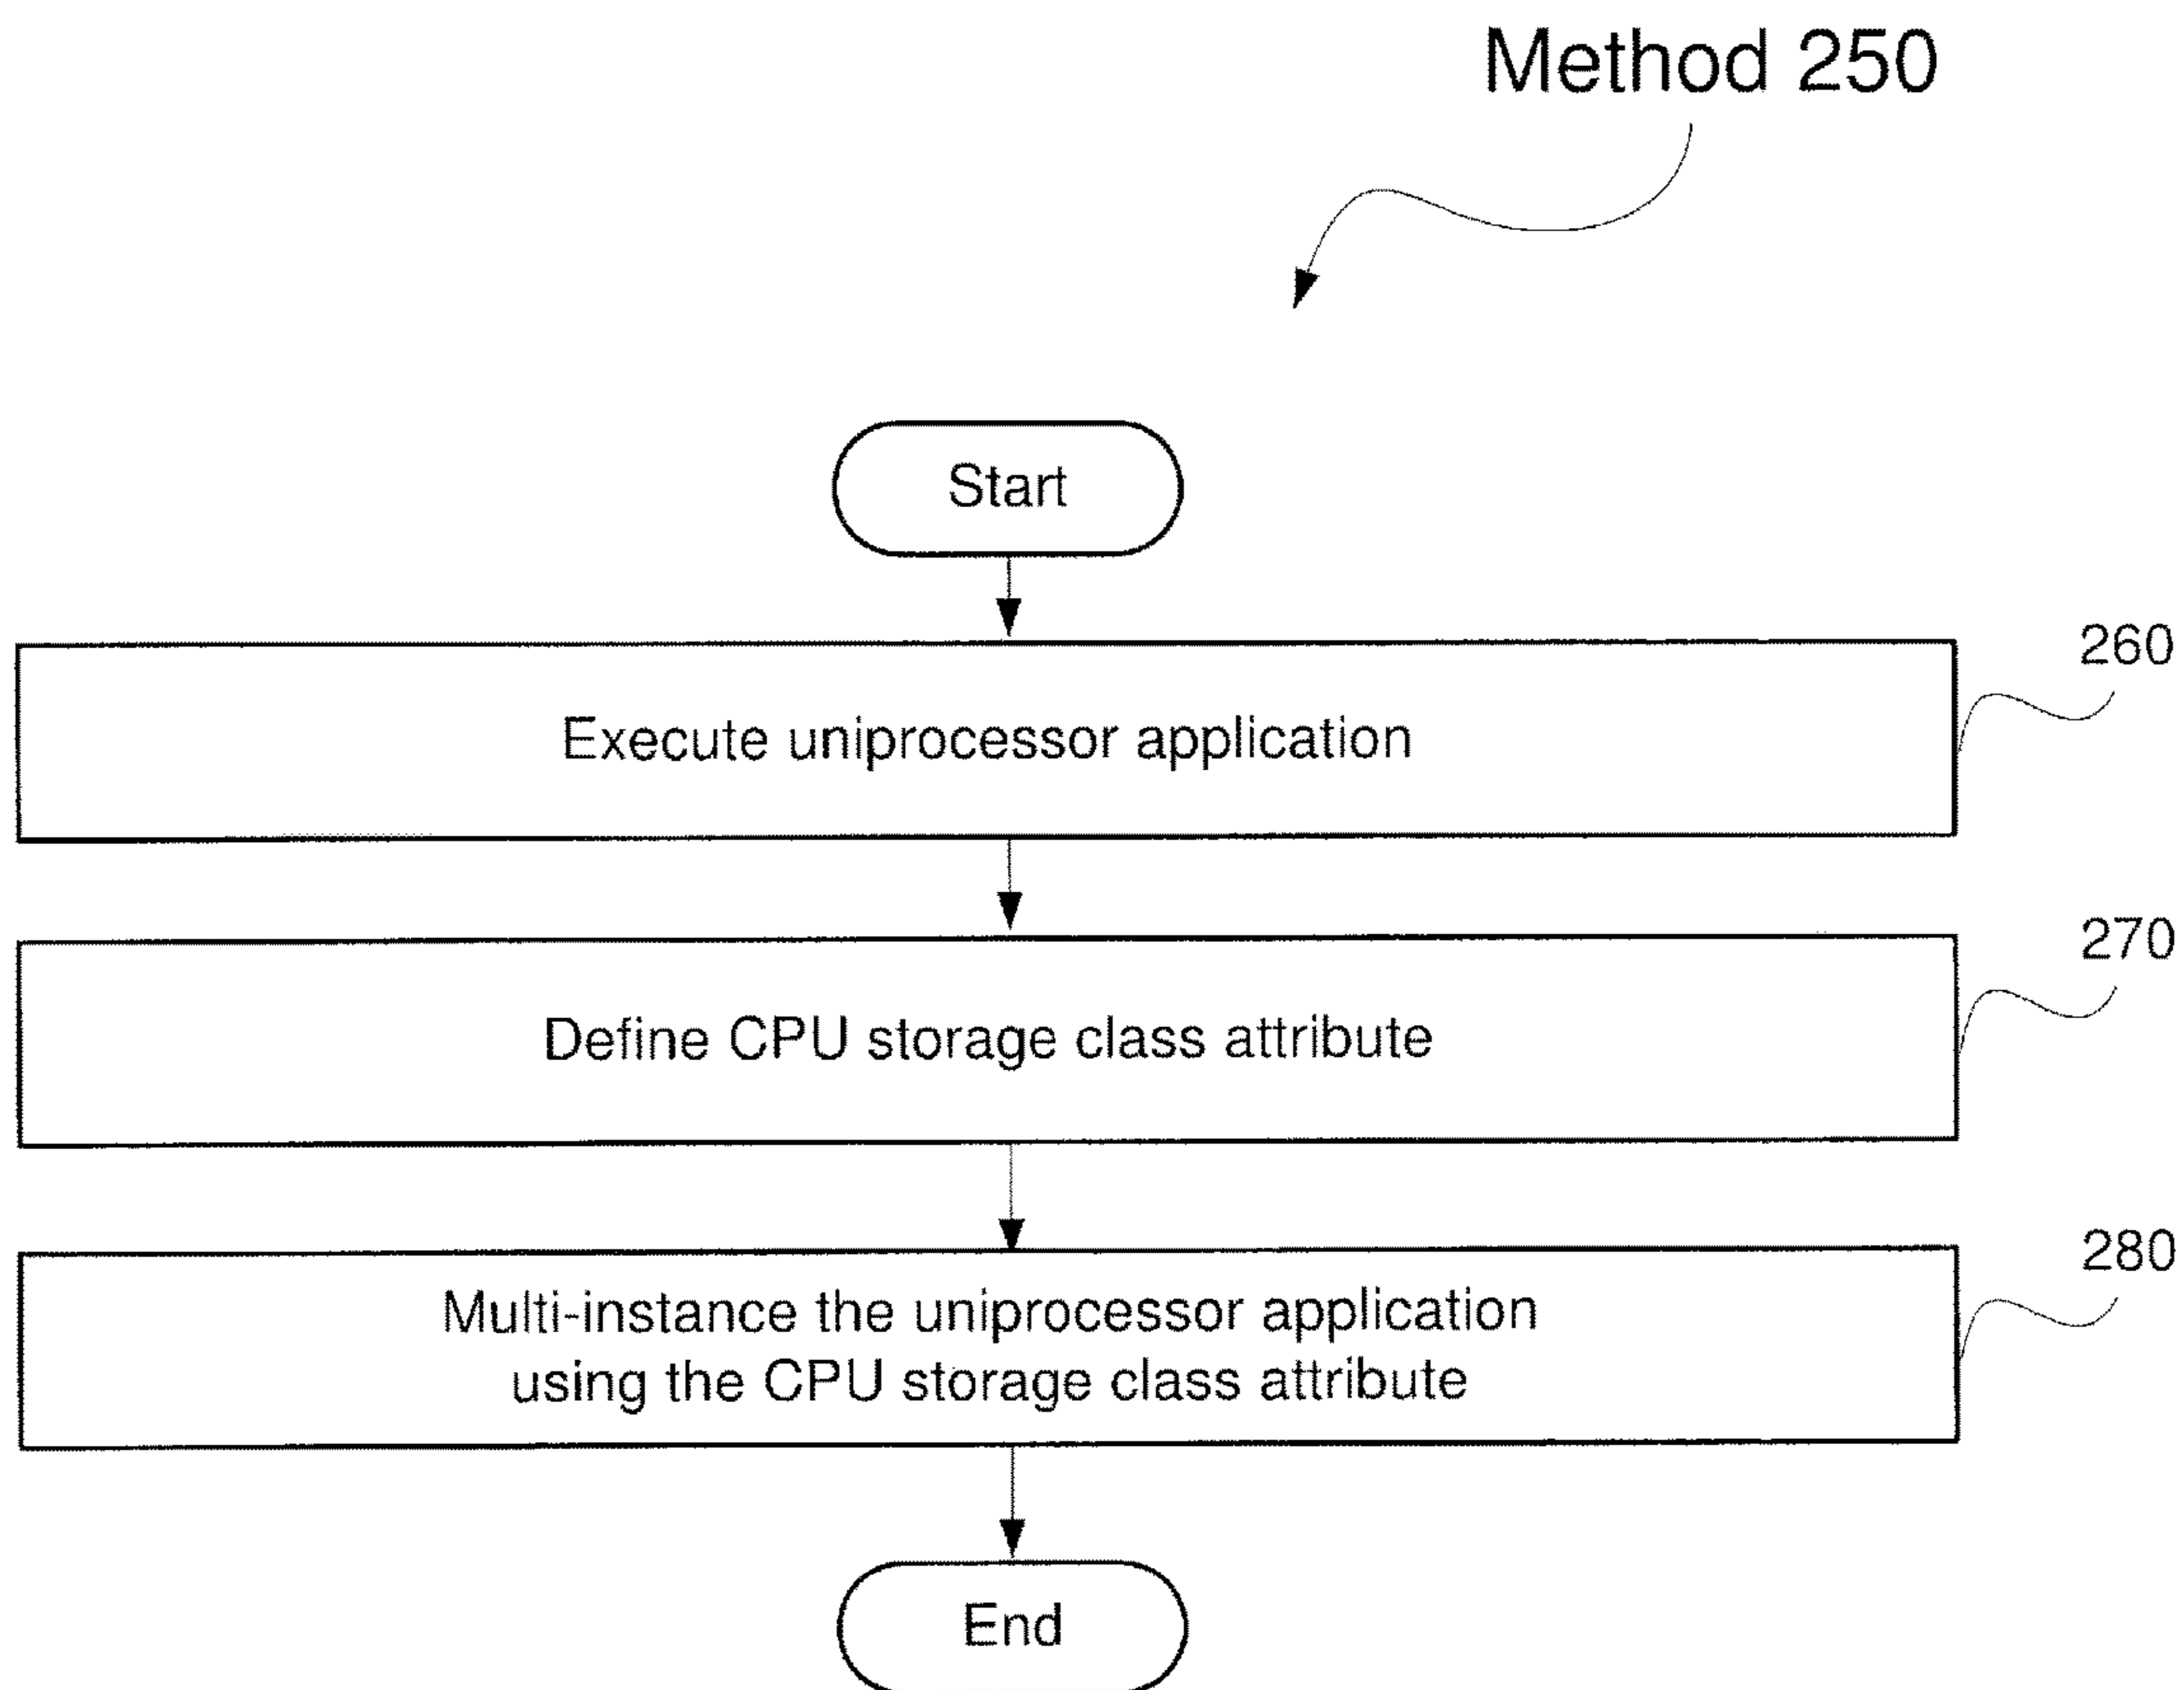 Method 250
Start
260
Execute uniprocessor application
270
Define CPU storage class attribute
280
Multi-instance the uniprocessor application
using the CPU storage class attribute
End